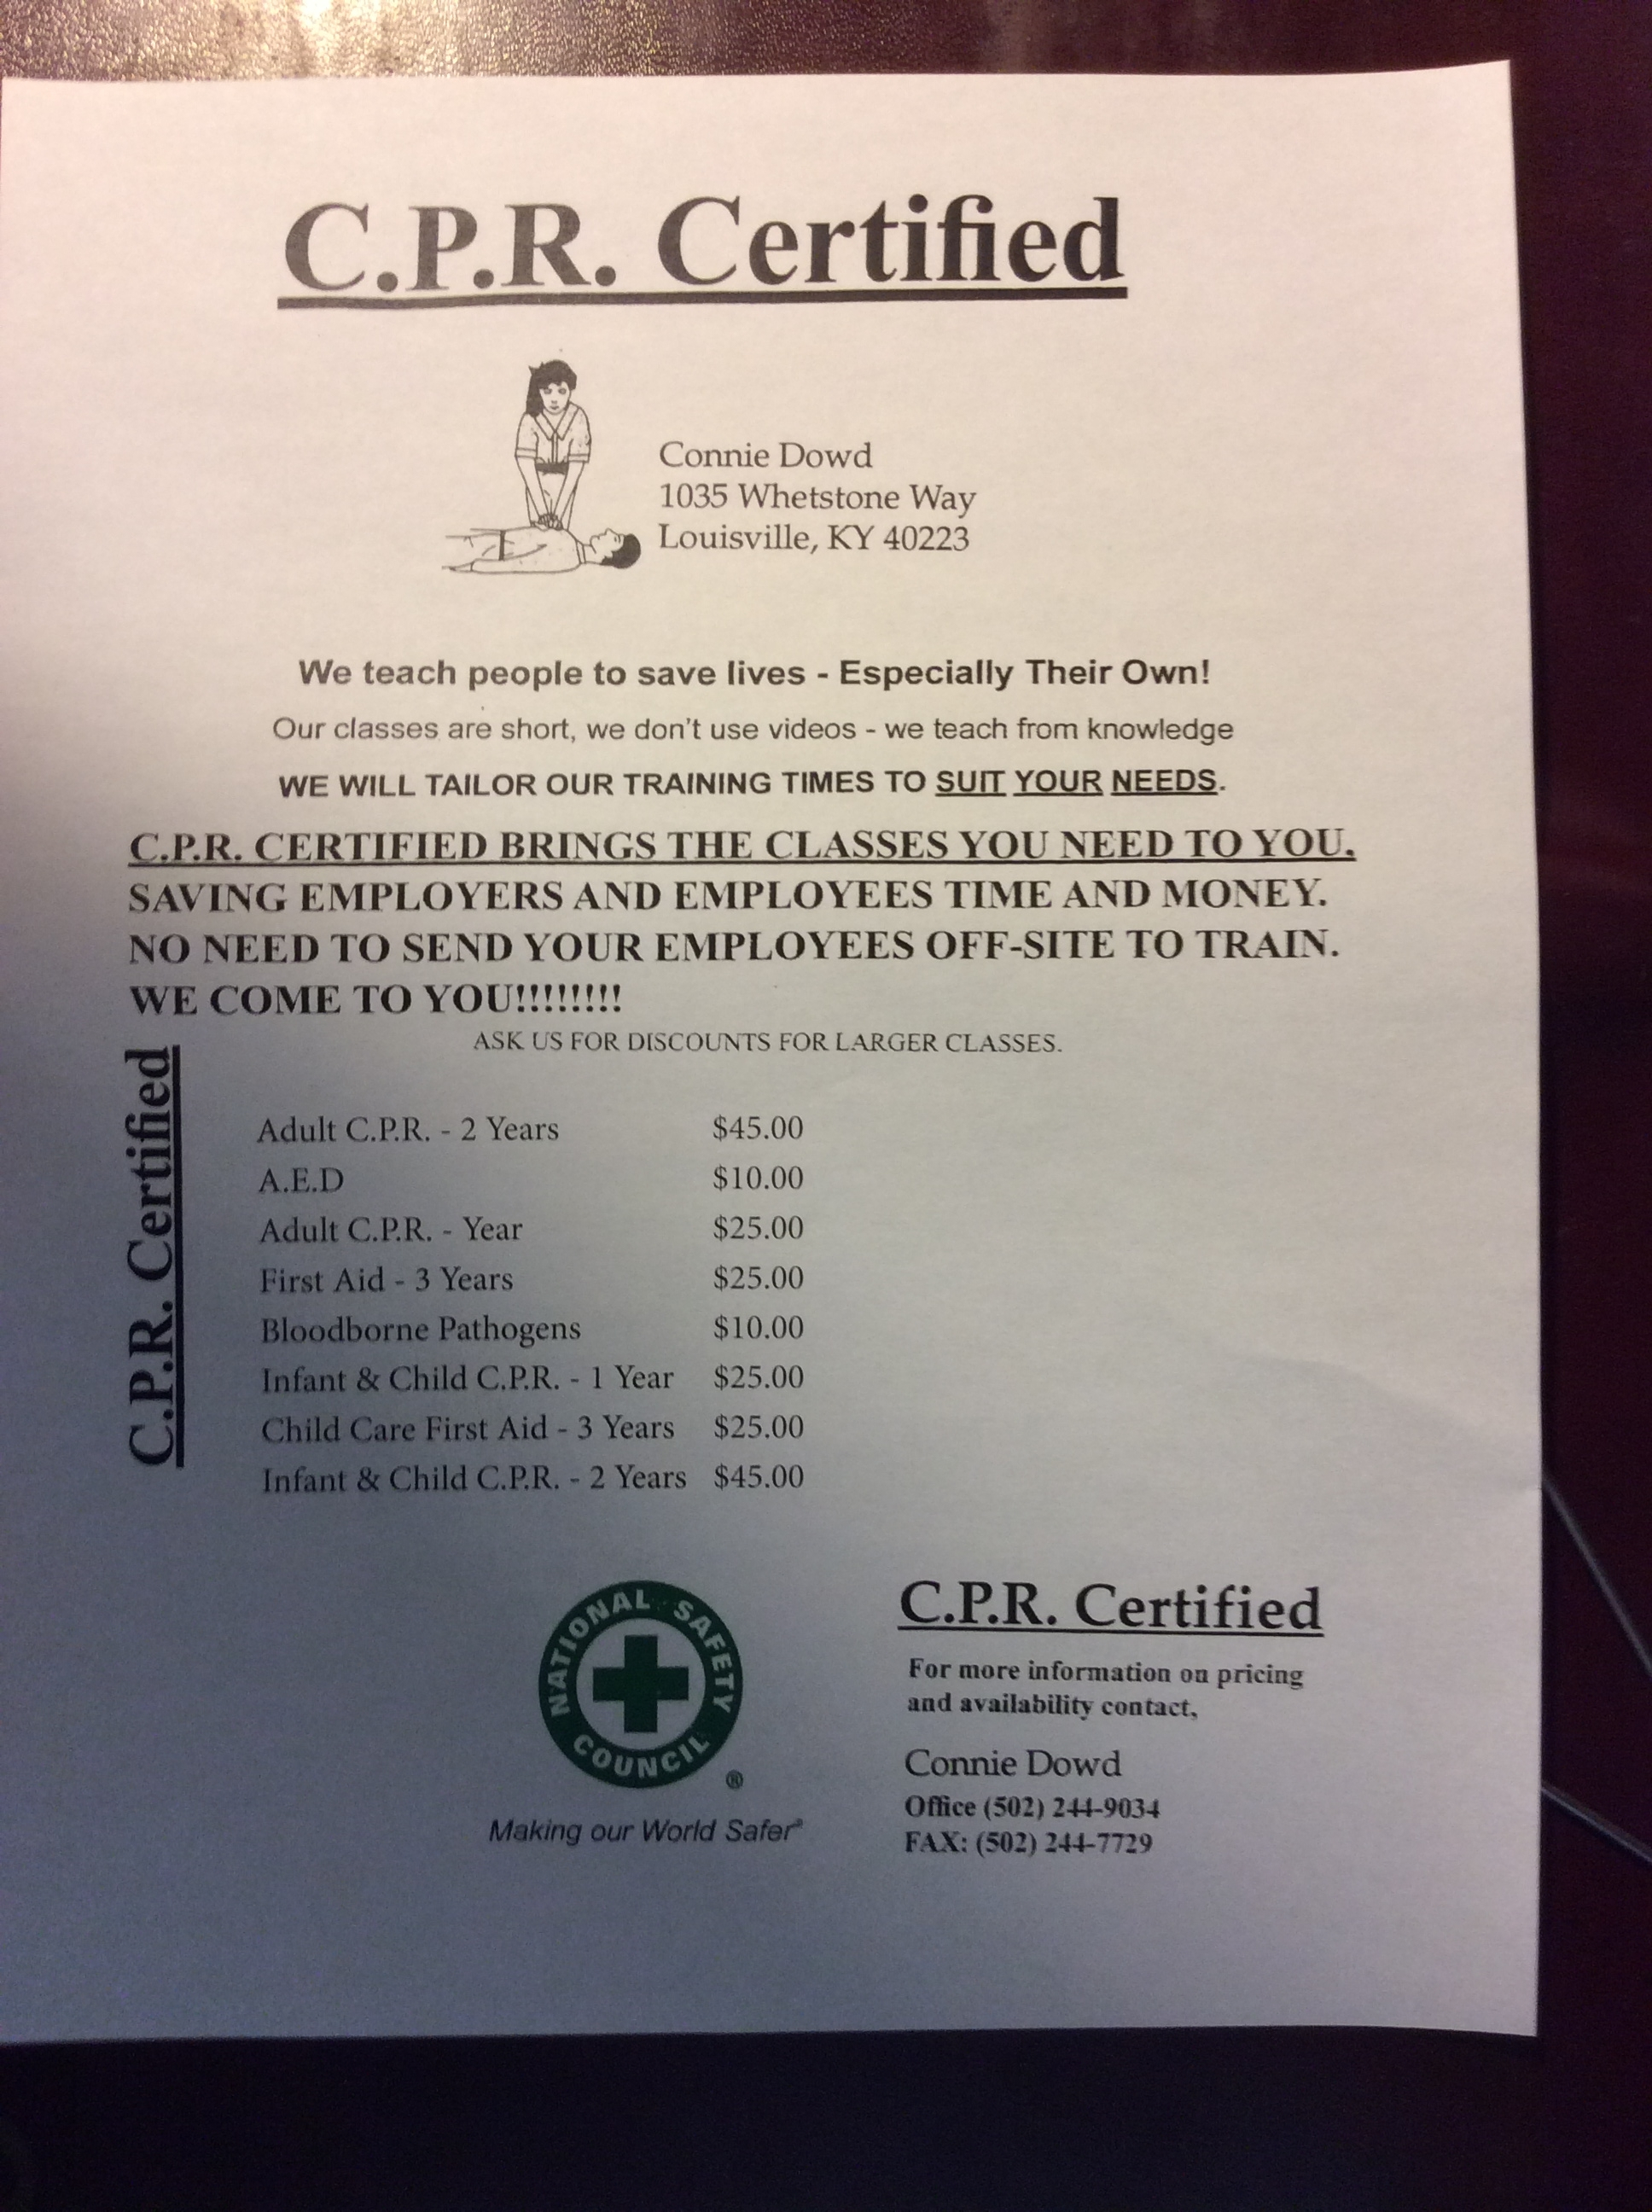 C.P.R. Certified
Connie Dowd
1035 Whetstone Way
Louisville, KY 40223
We teach people to save lives - Especially Their Own!
Our classes are short, we don't use videos - we teach from knowledge
WE WILL TAILOR OUR TRAINING TIMES TO SUIT YOUR NEEDS.
C.P.R. CERTIFIED BRINGS THE CLASSES YOU NEED TO YOU.
SAVING EMPLOYERS AND EMPLOYEES TIME AND MONEY.
NO NEED TO SEND YOUR EMPLOYEES OFF-SITE TO TRAIN.
WE COME TO YOU!!!!!!!!!
ASK US FOR DISCOUNTS FOR LARGER CLASSES.
C.P.R. Certified
Adult C.P.R. - 2 Years $45.00
A.E.D $10.00
Adult C.P.R. - Year $25.00
First Aid - 3 Years $25.00
Bloodborne Pathogens $10.00
Infant & Child C.P.R. - 1 Year $25.00
Child Care First Aid - 3 Years $25.00
Infant & Child C.P.R. - 2 Years $45.00
NATIONAL SAFETY
COUNCIL
®
Making our World Safer®
C.P.R. Certified
For more information on pricing
and availability contact,
Connie Dowd
Office (502) 244-9034
FAX: (502) 244-7729